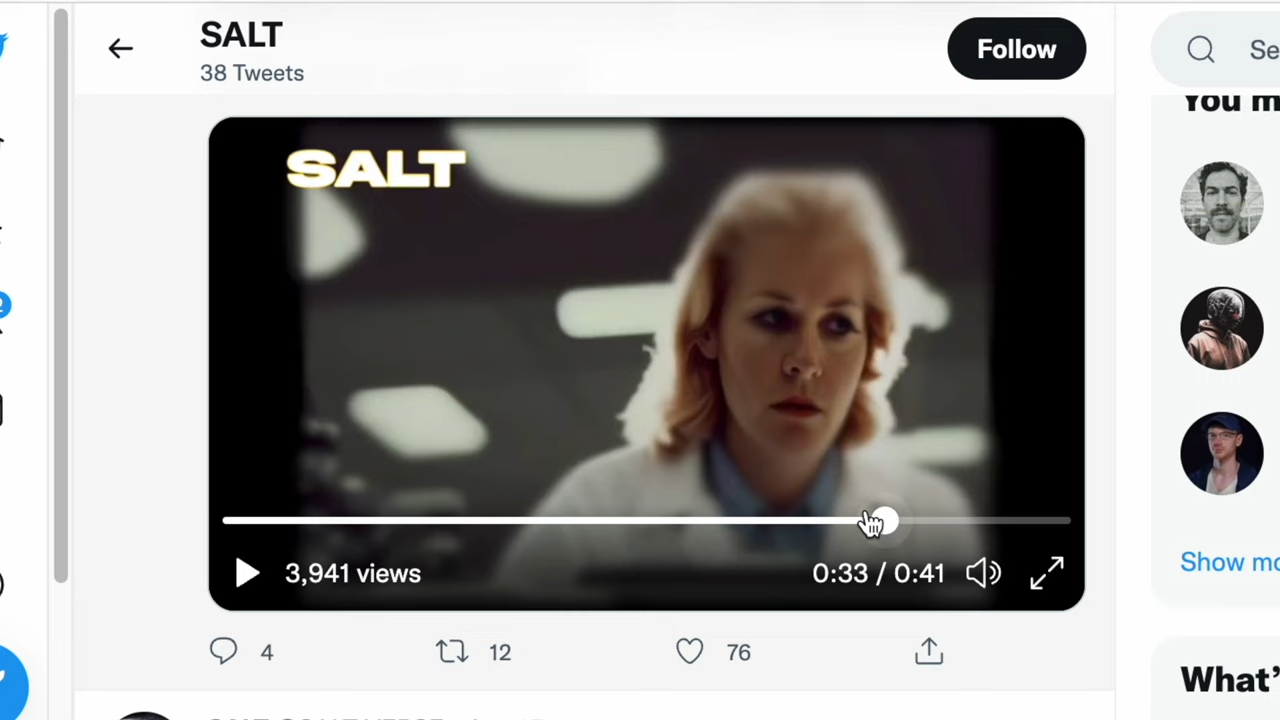 SALT
38 Tweets
Follow
Se
You m
SALT
3,941 views
0:33 / 0:41
Show mo
4
12
76
What'